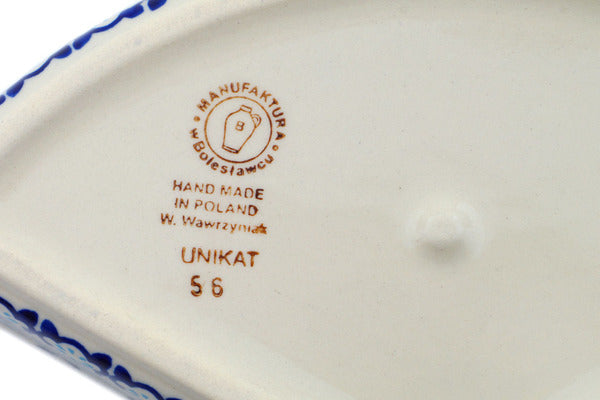 MANUFAKTURA
w Bolesławcu
B
HAND MADE
IN POLAND
W. Wawrzyniak
UNIKAT
56